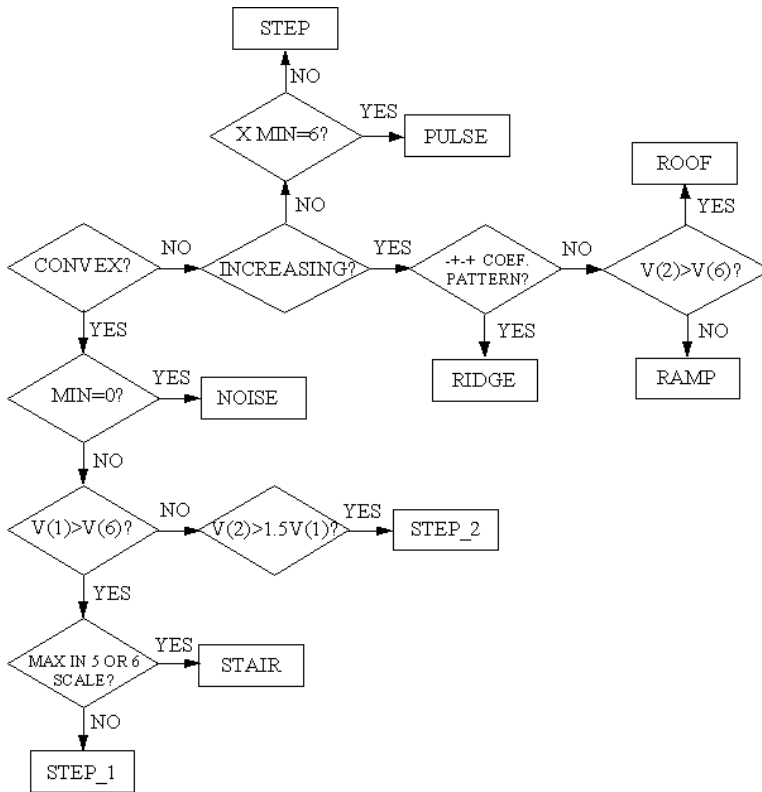 STEP
NO
X MIN=6?
YES
PULSE
NO
ROOF
YES
CONVEX?
NO
INCREASING?
YES
-+-+ COEF.
PATTERN?
NO
V(2)>V(6)?
YES
YES
NO
RIDGE
RAMP
MIN=0?
YES
NOISE
NO
V(1)>V(6)?
NO
V(2)>1.5V(1)?
YES
STEP_2
YES
MAX IN 5 OR 6
SCALE?
YES
STAIR
NO
STEP_1